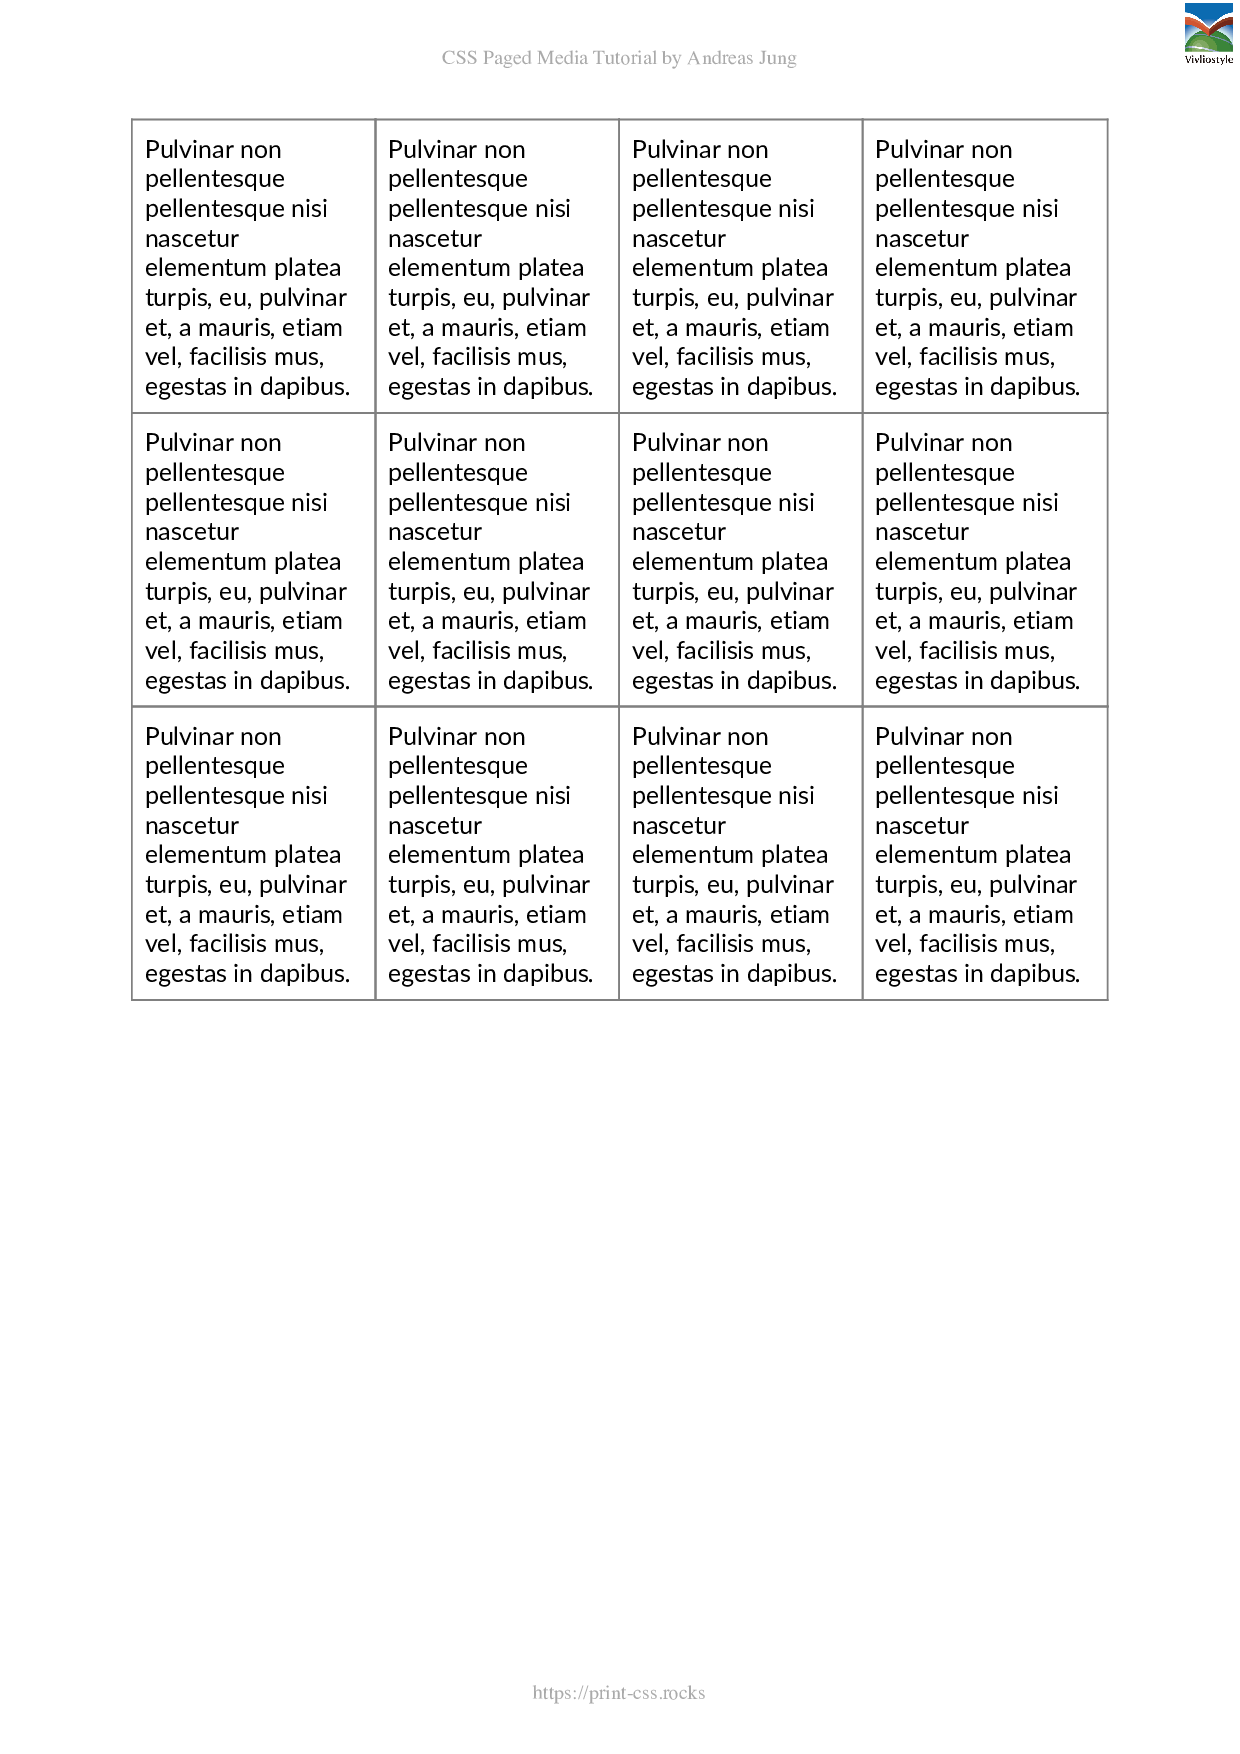 CSS Paged Media Tutorial by Andreas Jung
Vivliostyle
Pulvinar non
pellentesque
pellentesque nisi
nascetur
elementum platea
turpis, eu, pulvinar
et, a mauris, etiam
vel, facilisis mus,
egestas in dapibus.
Pulvinar non
pellentesque
pellentesque nisi
nascetur
elementum platea
turpis, eu, pulvinar
et, a mauris, etiam
vel, facilisis mus,
egestas in dapibus.
Pulvinar non
pellentesque
pellentesque nisi
nascetur
elementum platea
turpis, eu, pulvinar
et, a mauris, etiam
vel, facilisis mus,
egestas in dapibus.
Pulvinar non
pellentesque
pellentesque nisi
nascetur
elementum platea
turpis, eu, pulvinar
et, a mauris, etiam
vel, facilisis mus,
egestas in dapibus.
Pulvinar non
pellentesque
pellentesque nisi
nascetur
elementum platea
turpis, eu, pulvinar
et, a mauris, etiam
vel, facilisis mus,
egestas in dapibus.
Pulvinar non
pellentesque
pellentesque nisi
nascetur
elementum platea
turpis, eu, pulvinar
et, a mauris, etiam
vel, facilisis mus,
egestas in dapibus.
Pulvinar non
pellentesque
pellentesque nisi
nascetur
elementum platea
turpis, eu, pulvinar
et, a mauris, etiam
vel, facilisis mus,
egestas in dapibus.
Pulvinar non
pellentesque
pellentesque nisi
nascetur
elementum platea
turpis, eu, pulvinar
et, a mauris, etiam
vel, facilisis mus,
egestas in dapibus.
Pulvinar non
pellentesque
pellentesque nisi
nascetur
elementum platea
turpis, eu, pulvinar
et, a mauris, etiam
vel, facilisis mus,
egestas in dapibus.
Pulvinar non
pellentesque
pellentesque nisi
nascetur
elementum platea
turpis, eu, pulvinar
et, a mauris, etiam
vel, facilisis mus,
egestas in dapibus.
Pulvinar non
pellentesque
pellentesque nisi
nascetur
elementum platea
turpis, eu, pulvinar
et, a mauris, etiam
vel, facilisis mus,
egestas in dapibus.
Pulvinar non
pellentesque
pellentesque nisi
nascetur
elementum platea
turpis, eu, pulvinar
et, a mauris, etiam
vel, facilisis mus,
egestas in dapibus.
https://print-css.rocks